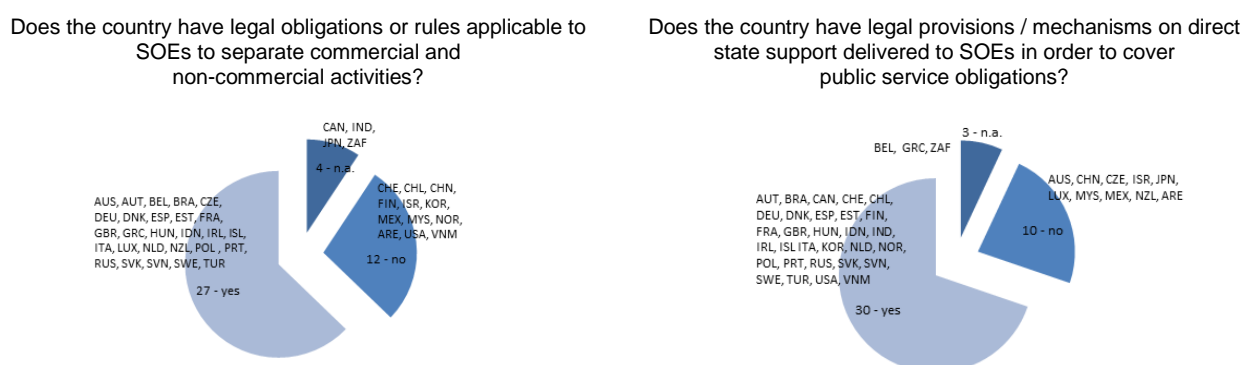 Does the country have legal obligations or rules applicable to
SOEs to separate commercial and
non-commercial activities?
CAN, IND,
JPN, ZAF
4 - n.a.
CHE, CHL, CHN,
FIN, ISR, KOR,
MEX, MYS, NOR,
ARE, USA, VNM
12 - no
AUS, AUT, BEL, BRA, CZE,
DEU, DNK, ESP, EST, FRA,
GBR, GRC, HUN, IDN, IRL, ISL,
ITA, LUX, NLD, NZL, POL , PRT,
RUS, SVK, SVN, SWE, TUR
27 - yes
Does the country have legal provisions / mechanisms on direct
state support delivered to SOEs in order to cover
public service obligations?
3 - n.a.
BEL, GRC, ZAF
AUS, CHN, CZE, ISR, JPN,
LUX, MYS, MEX, NZL, ARE
10 - no
AUT, BRA, CAN, CHE, CHL,
DEU, DNK, ESP, EST, FIN,
FRA, GBR, HUN, IDN, IND,
IRL, ISL ITA, KOR, NLD, NOR,
POL, PRT, RUS, SVK, SVN,
SWE, TUR, USA, VNM
30 - yes